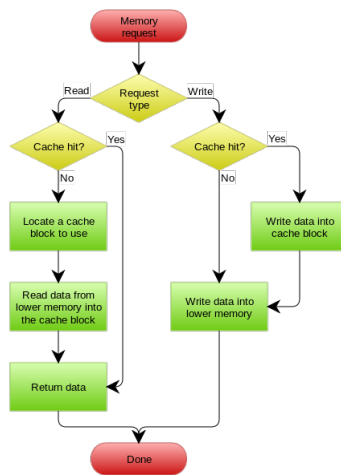 Memory
request
Request
type
Read
Write
Cache hit?
Yes
No
Cache hit?
Yes
No
Locate a cache
block to use
Write data into
cache block
Read data from
lower memory into
the cache block
Write data into
lower memory
Return data
Done